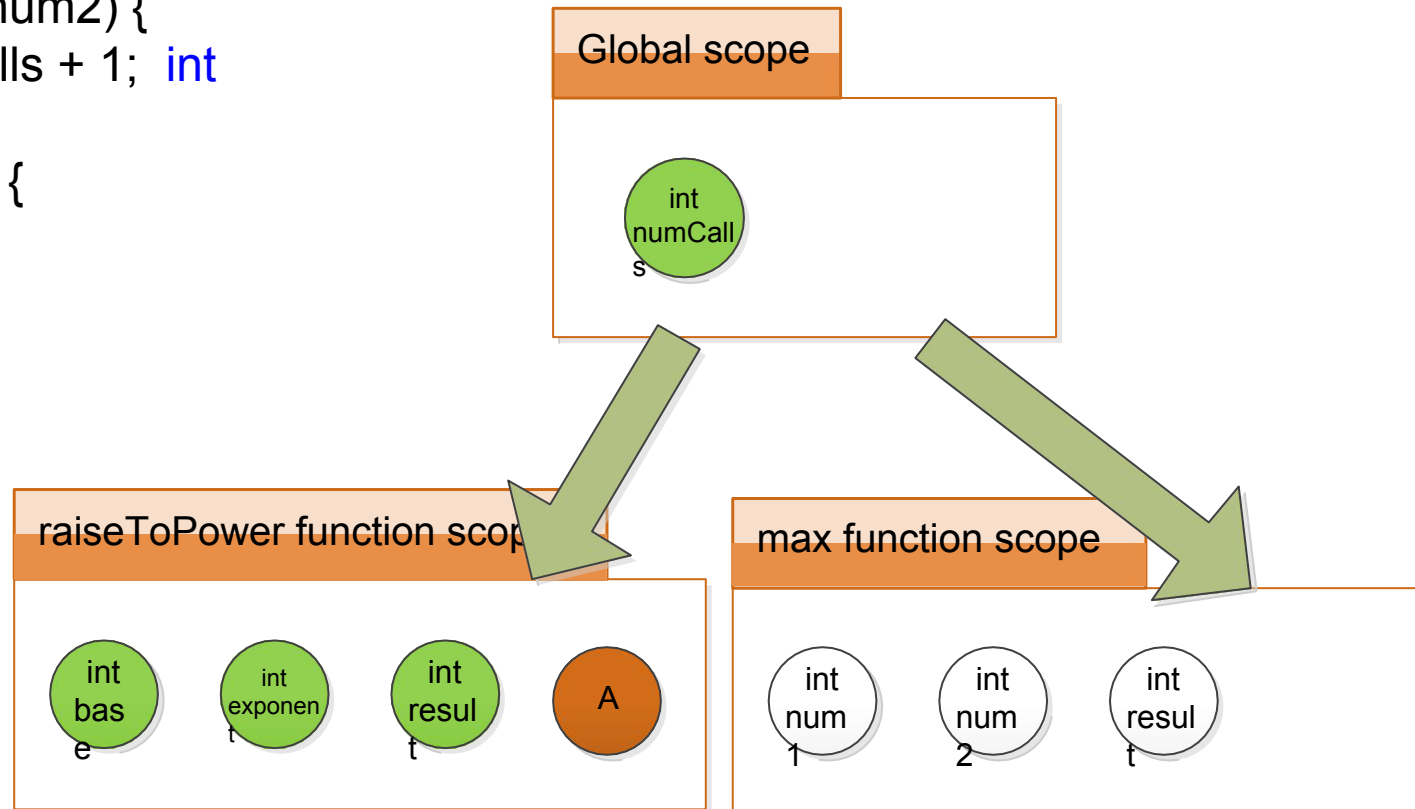 num2) {
lls + 1; int
{
Global scope
int
numCall
s
raiseToPower function scop
max function scope
int
bas
e
int
exponen
t
int
resul
t
A
int
num
1
int
num
2
int
resul
t